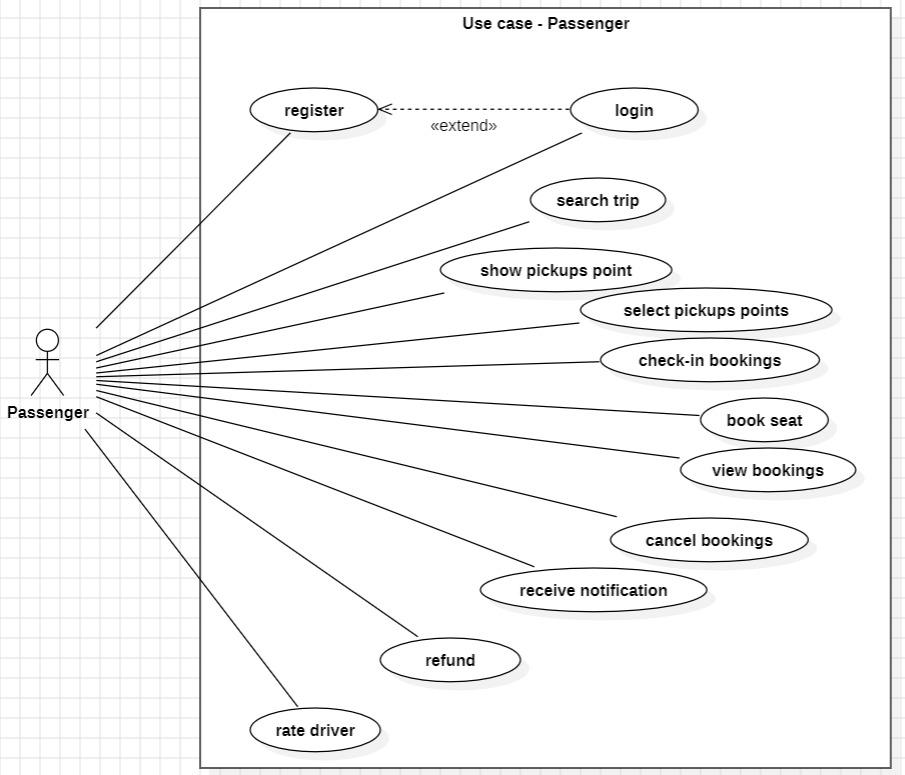 Use case - Passenger
register
login
«extend»
search trip
show pickups point
select pickups points
check-in bookings
Passenger
book seat
view bookings
cancel bookings
receive notification
refund
rate driver